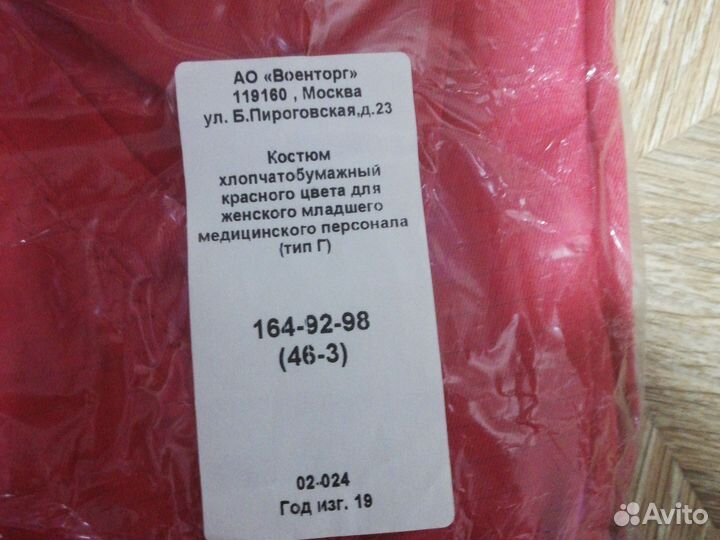 АО «Военторг»
119160 , Москва
ул. Б.Пироговская,д.23
Костюм
хлопчатобумажный
красного цвета для
женского младшего
медицинского персонала
(тип Г)
164-92-98
(46-3)
02-024
Год изг. 19
Avito